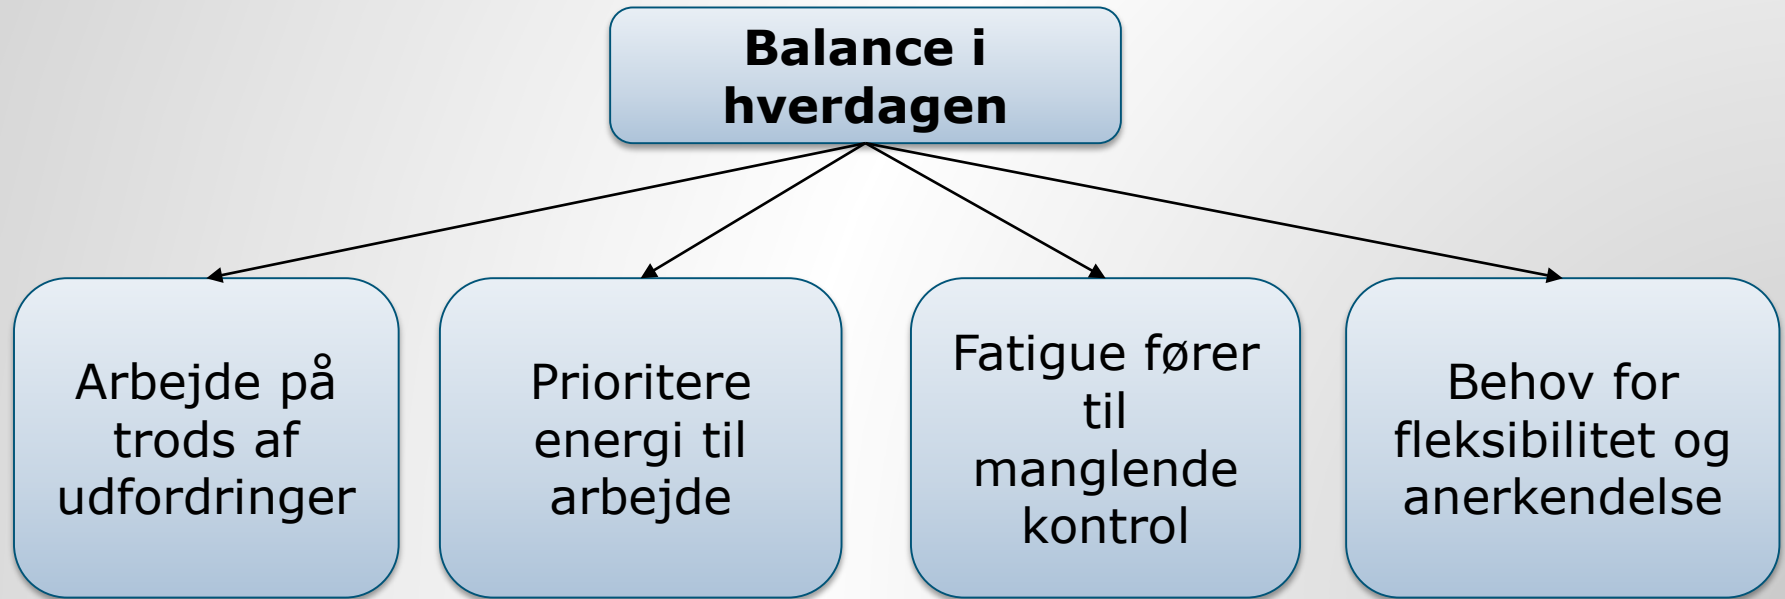 Balance i
hverdagen
Arbejde på
trods af
udfordringer
Prioritere
energi til
arbejde
Fatigue fører
til
manglende
kontrol
Behov for
fleksibilitet og
anerkendelse